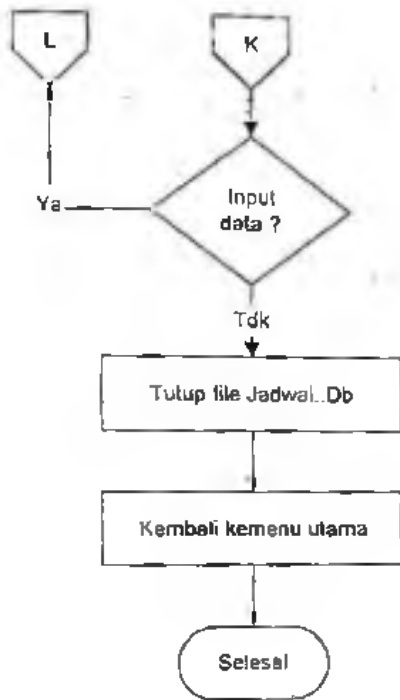 L
K
Input
data ?
Ya
Tdk
Tutup file Jadwal..Db
Kembali kemenu utama
Selesai